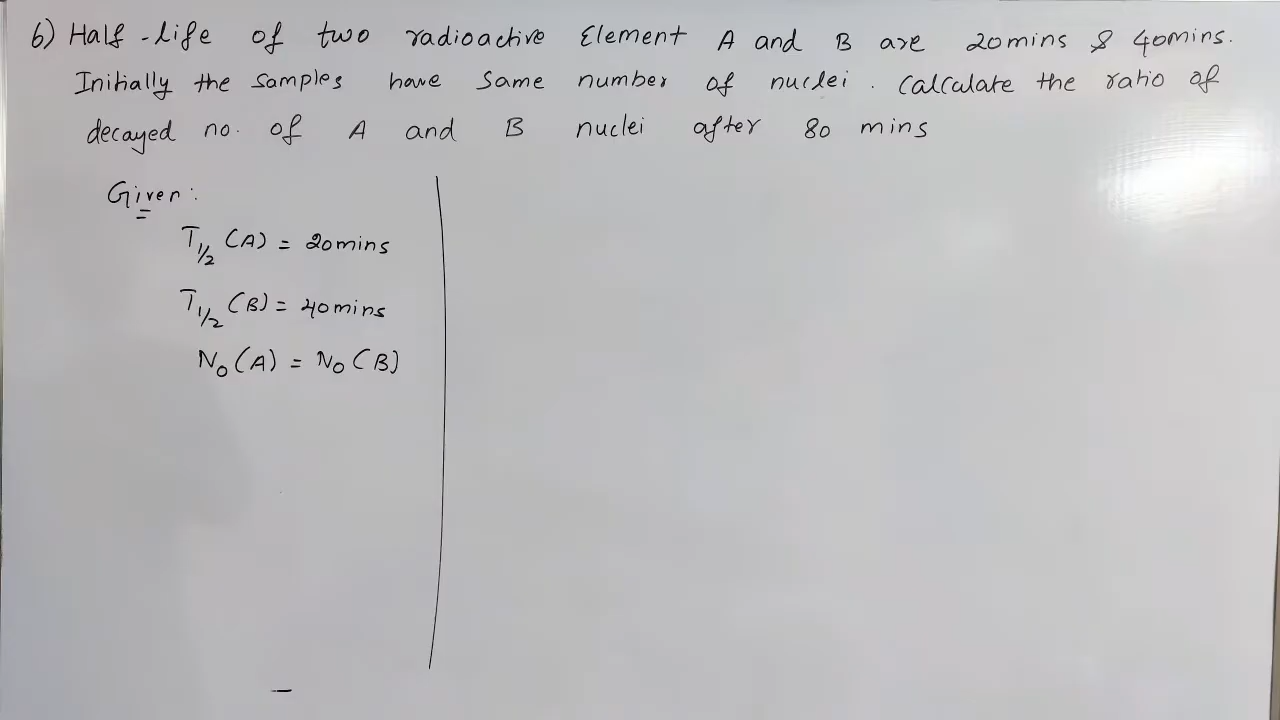 6) Half-life of two radioactive Element A and B are 20mins & 40mins.
Initially the samples have same number of nuclei. Calculate the ratio of
decayed no. of A and B nuclei after 80 mins
Given:
T1/2 (A) = 20mins
T1/2 (B) = 40mins
N0 (A) = N0 (B)